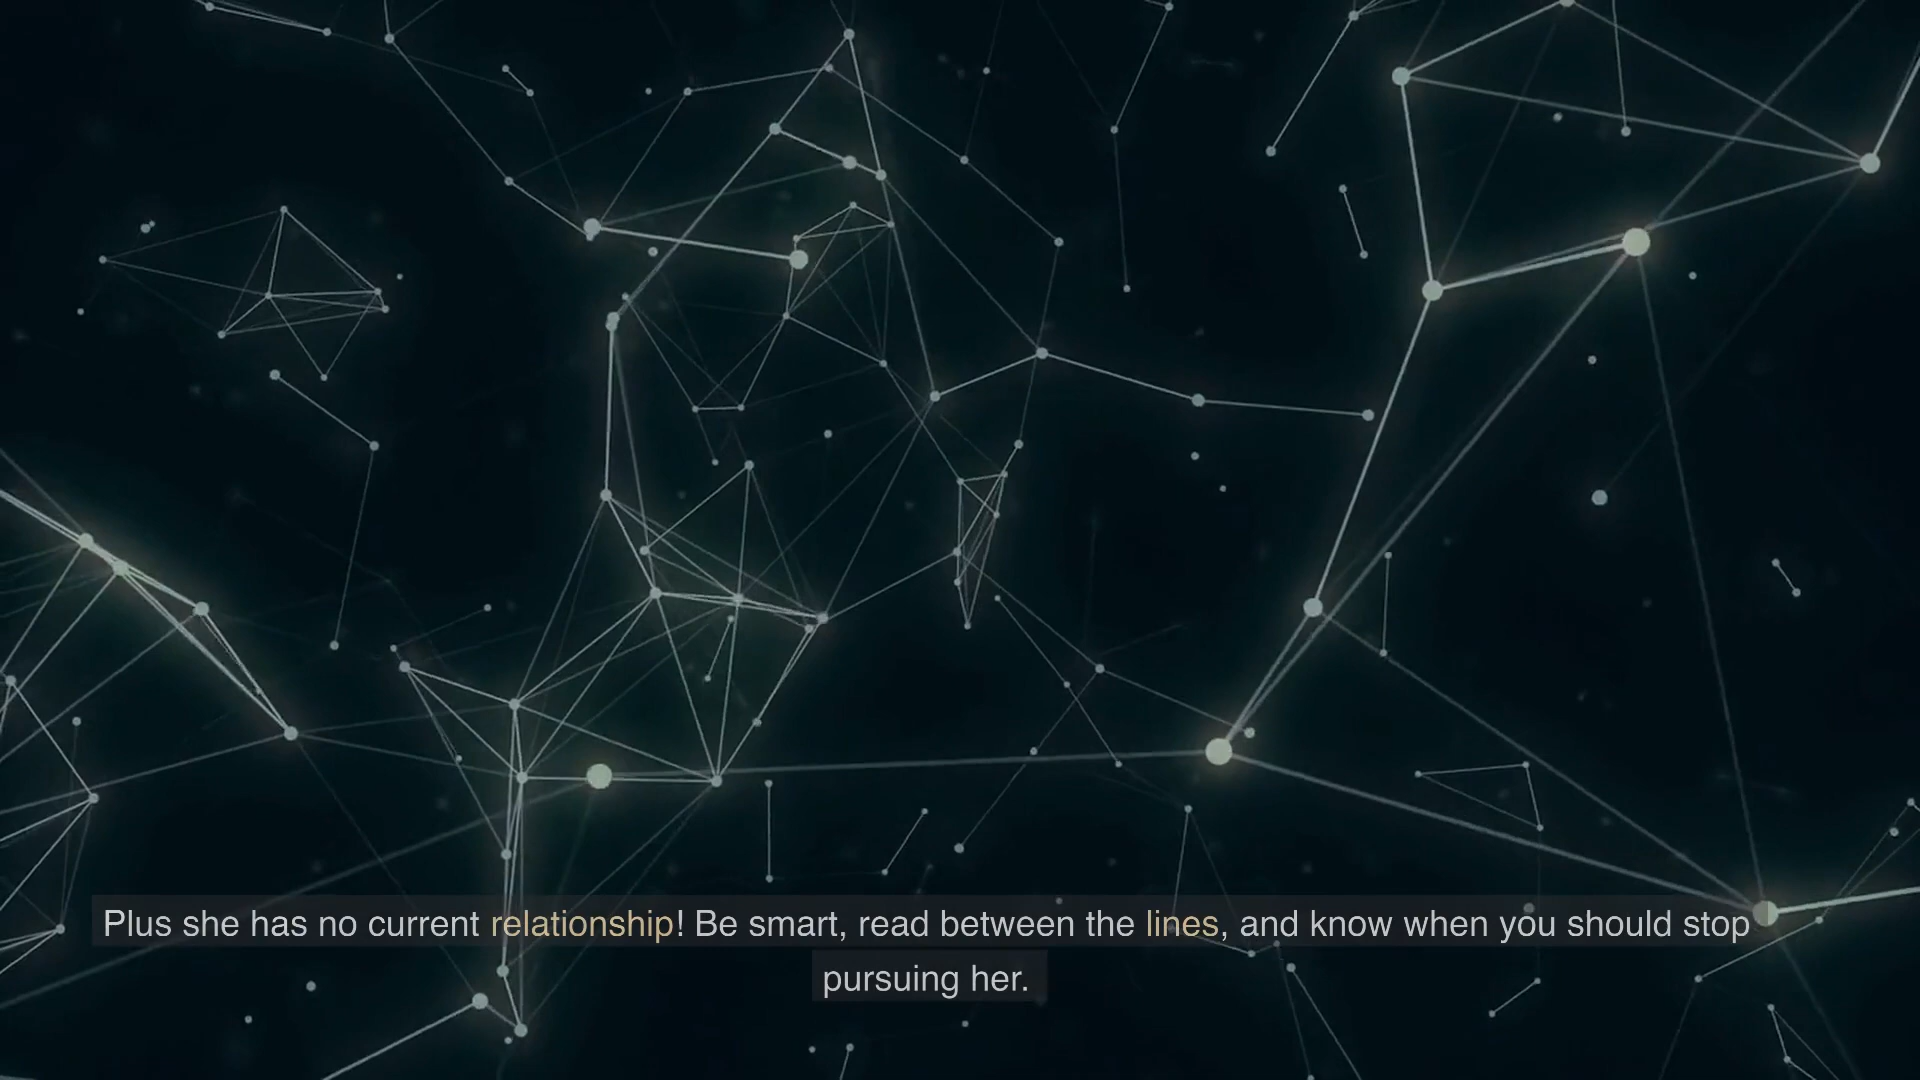 Plus she has no current relationship! Be smart, read between the lines, and know when you should stop
pursuing her.